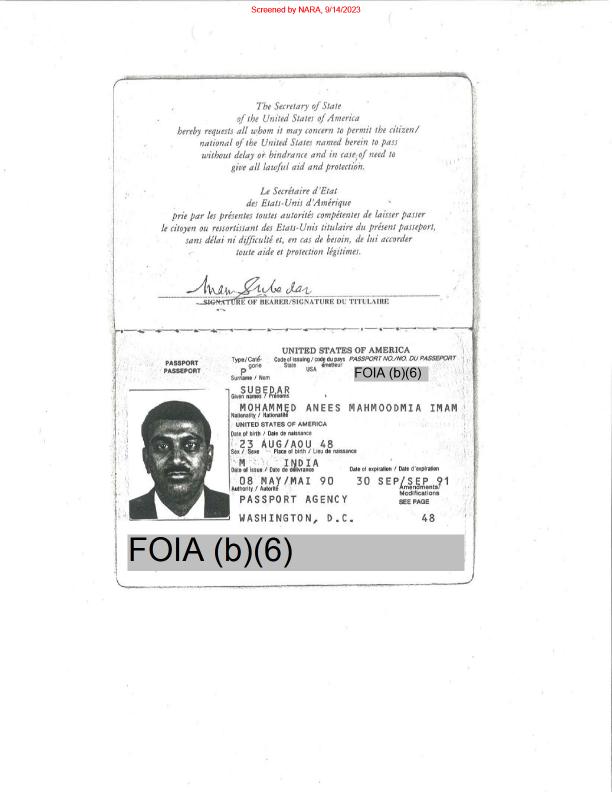 Screened by NARA, 9/14/2023
The Secretary of State
of the United States of America
hereby requests all whom it may concern to permit the citizen/
national of the United States named herein to pass
without delay or hindrance and in case of need to
give all lawful aid and protection.
Le Secrétaire d'Etat
des Etats-Unis d'Amérique
prie par les présentes toutes autorités compétentes de laisser passer
le citoyen ou ressortissant des Etats-Unis titulaire du présent passeport,
sans délai ni difficulté et, en cas de besoin, de lui accorder
toute aide et protection légitimes.
Anees Subedar
SIGNATURE OF BEARER/SIGNATURE DU TITULAIRE
UNITED STATES OF AMERICA
PASSPORT
PASSEPORT
Type/Caté-
gorie
P
Code of issuing / code du pays
State émetteur
USA
PASSPORT NO./NO. DU PASSEPORT
FOIA (b)(6)
Surname / Nom
SUBEDAR
Given names / Prénoms
MOHAMMED ANEES MAHMOODMIA IMAM
Nationality / Nationalité
UNITED STATES OF AMERICA
Date of birth / Date de naissance
23 AUG/AOU 48
Sex / Sexe Place of birth / Lieu de naissance
M INDIA
Date of issue / Date de délivrance Date of expiration / Date d'expiration
08 MAY/MAI 90 30 SEP/SEP 91
Authority / Autorité Amendments/
Modifications
PASSPORT AGENCY SEE PAGE
WASHINGTON, D.C. 48
FOIA (b)(6)